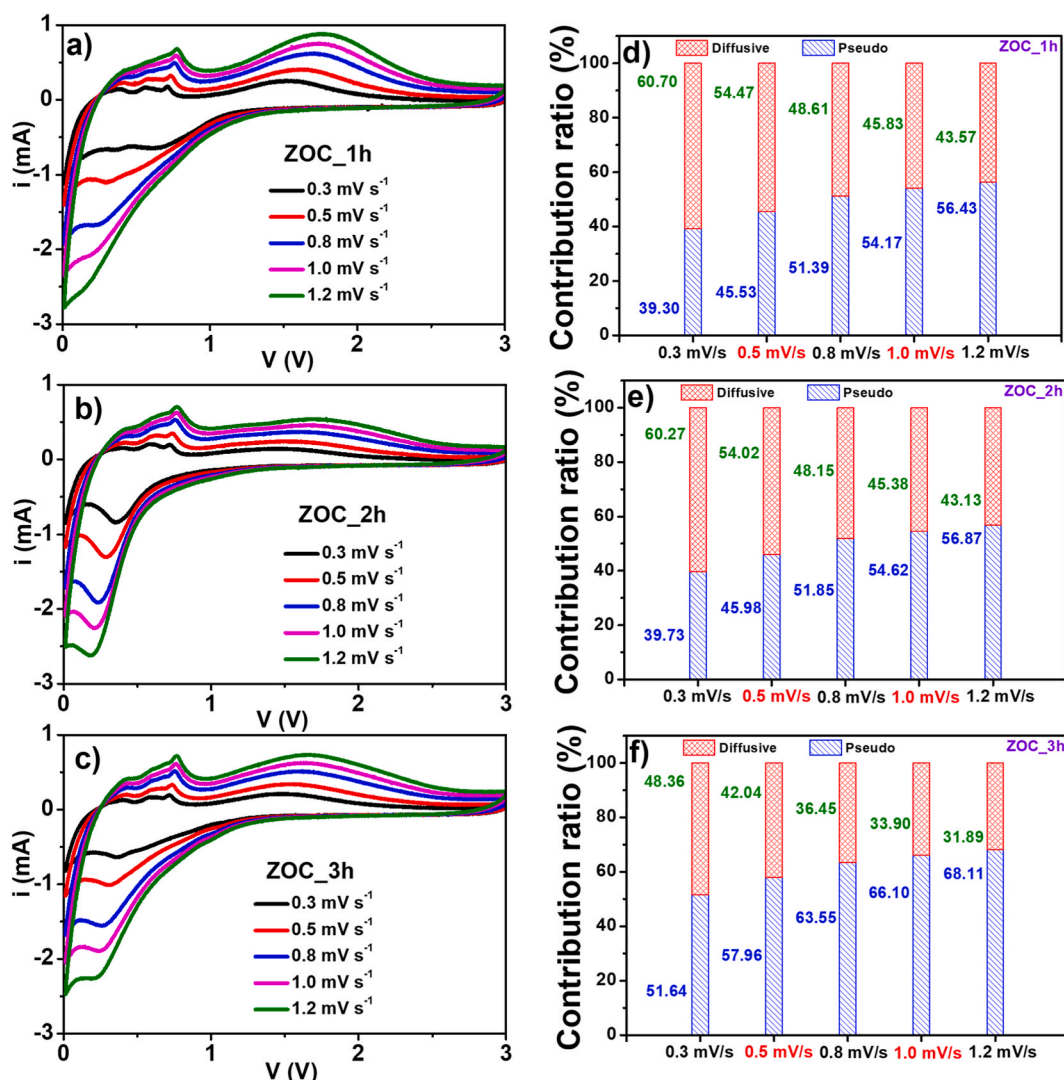 a)
1
0
-1
-2
-3
i (mA)
ZOC_1h
0.3 mV s⁻¹
0.5 mV s⁻¹
0.8 mV s⁻¹
1.0 mV s⁻¹
1.2 mV s⁻¹
0 1 2 3
V (V)
b)
1
0
-1
-2
-3
i (mA)
ZOC_2h
0.3 mV s⁻¹
0.5 mV s⁻¹
0.8 mV s⁻¹
1.0 mV s⁻¹
1.2 mV s⁻¹
0 1 2 3
V (V)
c)
1
0
-1
-2
-3
i (mA)
ZOC_3h
0.3 mV s⁻¹
0.5 mV s⁻¹
0.8 mV s⁻¹
1.0 mV s⁻¹
1.2 mV s⁻¹
0 1 2 3
V (V)
d)
Diffusive Pseudo
ZOC_1h
Contribution ratio (%)
100
80
60
40
20
0
60.70 54.47 48.61 45.83 43.57
39.30 45.53 51.39 54.17 56.43
0.3 mV/s 0.5 mV/s 0.8 mV/s 1.0 mV/s 1.2 mV/s
e)
Diffusive Pseudo
ZOC_2h
Contribution ratio (%)
100
80
60
40
20
0
60.27 54.02 48.15 45.38 43.13
39.73 45.98 51.85 54.62 56.87
0.3 mV/s 0.5 mV/s 0.8 mV/s 1.0 mV/s 1.2 mV/s
f)
Diffusive Pseudo
ZOC_3h
Contribution ratio (%)
100
80
60
40
20
0
48.36 42.04 36.45 33.90 31.89
51.64 57.96 63.55 66.10 68.11
0.3 mV/s 0.5 mV/s 0.8 mV/s 1.0 mV/s 1.2 mV/s